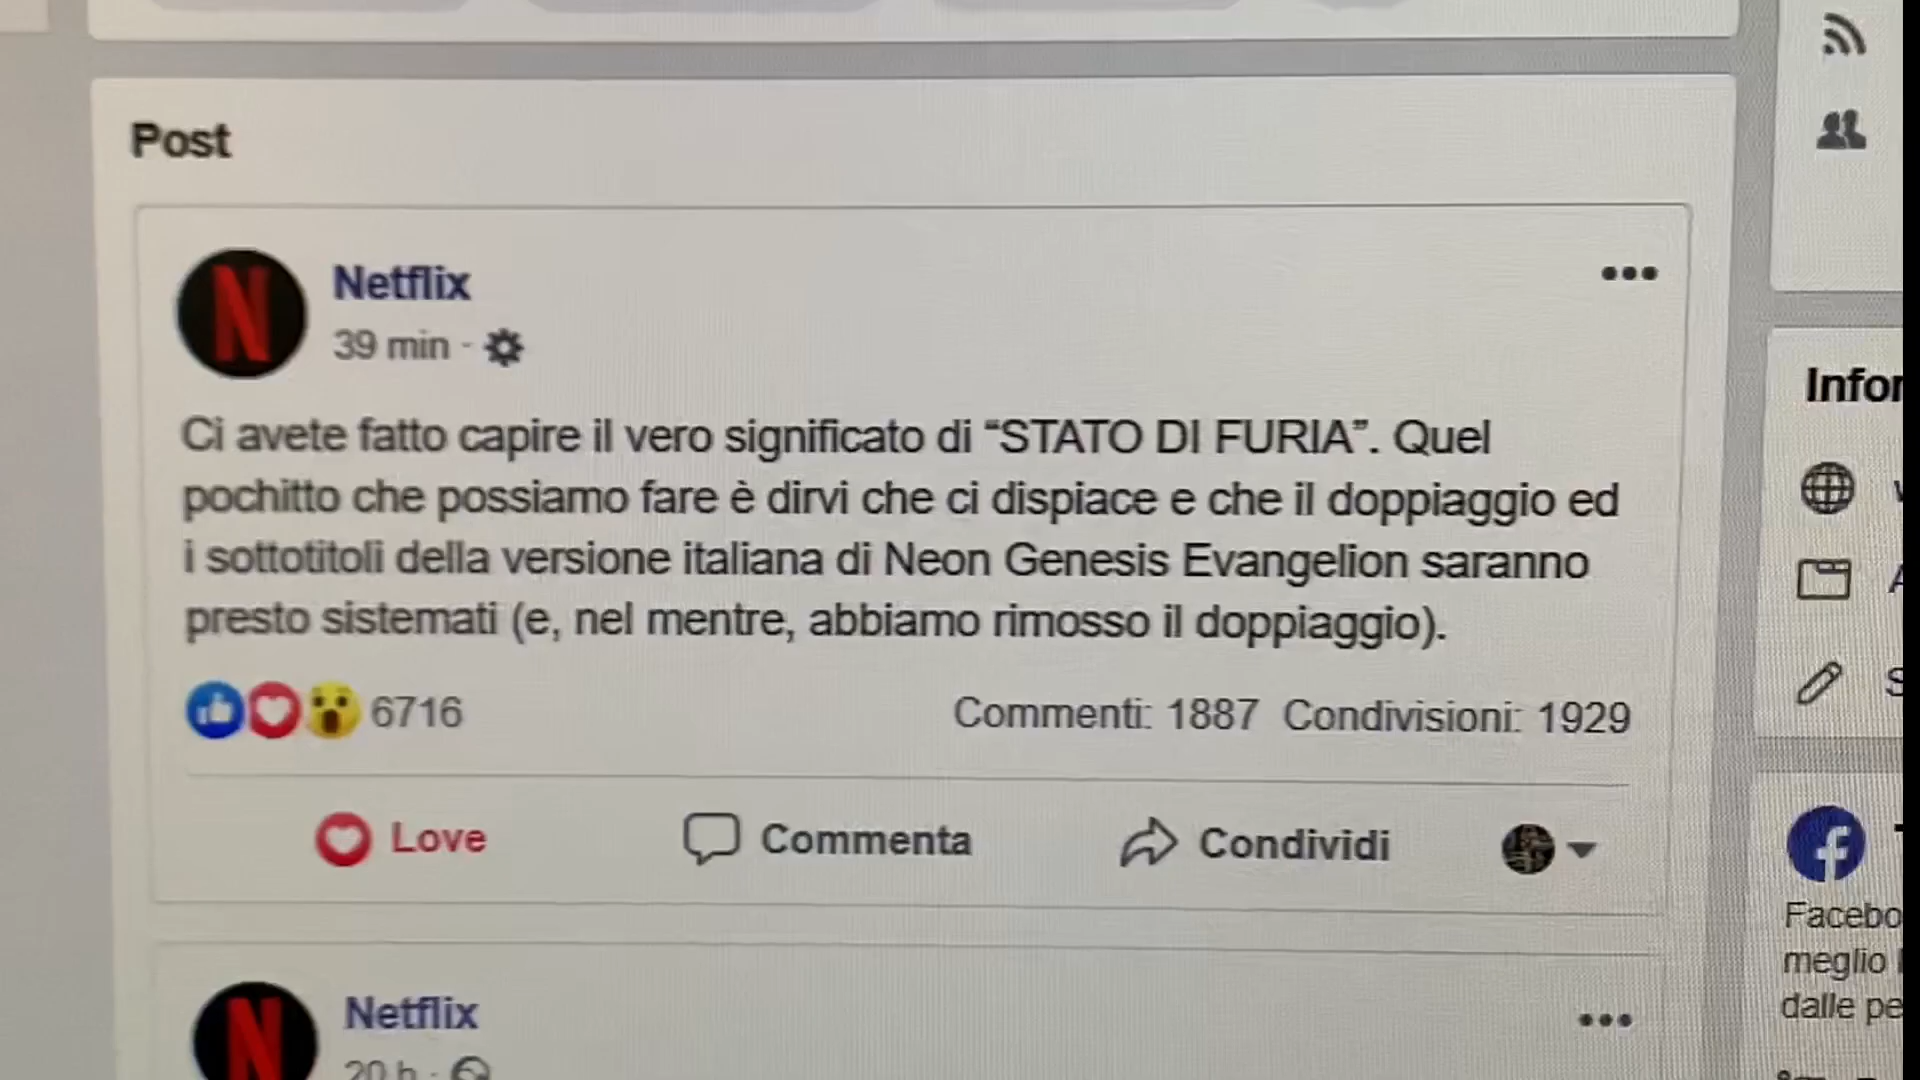 Post
Netflix
39 min ·
Ci avete fatto capire il vero significato di “STATO DI FURIA”. Quel
pochitto che possiamo fare è dirvi che ci dispiace e che il doppiaggio ed
i sottotitoli della versione italiana di Neon Genesis Evangelion saranno
presto sistemati (e, nel mentre, abbiamo rimosso il doppiaggio).
6716
Commenti: 1887 Condivisioni: 1929
Love
Commenta
Condividi
Netflix
20 h ·
Infor
Facebo
meglio
dalle pe